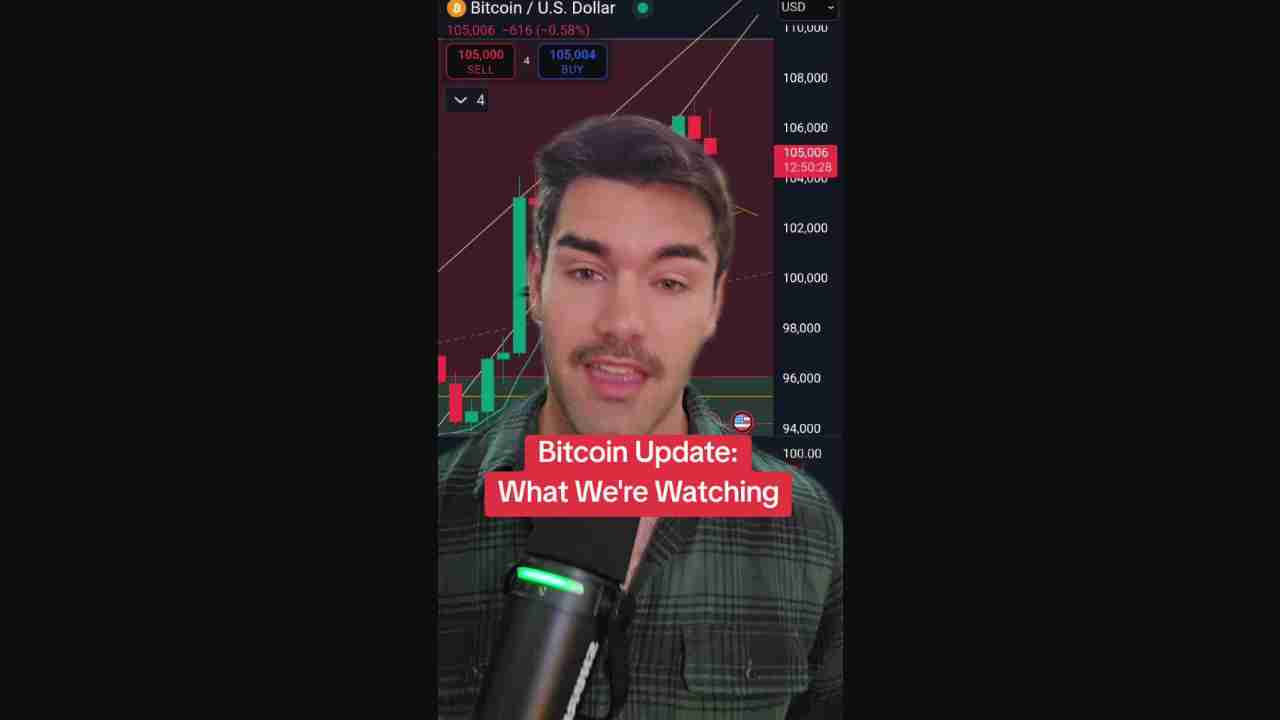 Bitcoin / U.S. Dollar
USD
105,006 −616 (−0.58%)
110,000
105,000
SELL
4
105,004
BUY
108,000
4
106,000
105,006
12:50:28
104,000
102,000
100,000
98,000
96,000
94,000
100.00
Bitcoin Update:
What We're Watching